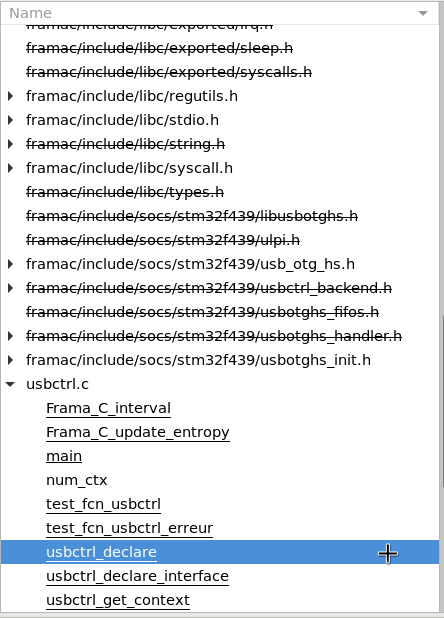 Name
framac/include/libc/exported/irq.h
framac/include/libc/exported/sleep.h
framac/include/libc/exported/syscalls.h
framac/include/libc/regutils.h
framac/include/libc/stdio.h
framac/include/libc/string.h
framac/include/libc/syscall.h
framac/include/libc/types.h
framac/include/socs/stm32f439/libusbotghs.h
framac/include/socs/stm32f439/ulpi.h
framac/include/socs/stm32f439/usb_otg_hs.h
framac/include/socs/stm32f439/usbctrl_backend.h
framac/include/socs/stm32f439/usbotghs_fifos.h
framac/include/socs/stm32f439/usbotghs_handler.h
framac/include/socs/stm32f439/usbotghs_init.h
usbctrl.c
Frama_C_interval
Frama_C_update_entropy
main
num_ctx
test_fcn_usbctrl
test_fcn_usbctrl_erreur
usbctrl_declare
usbctrl_declare_interface
usbctrl_get_context